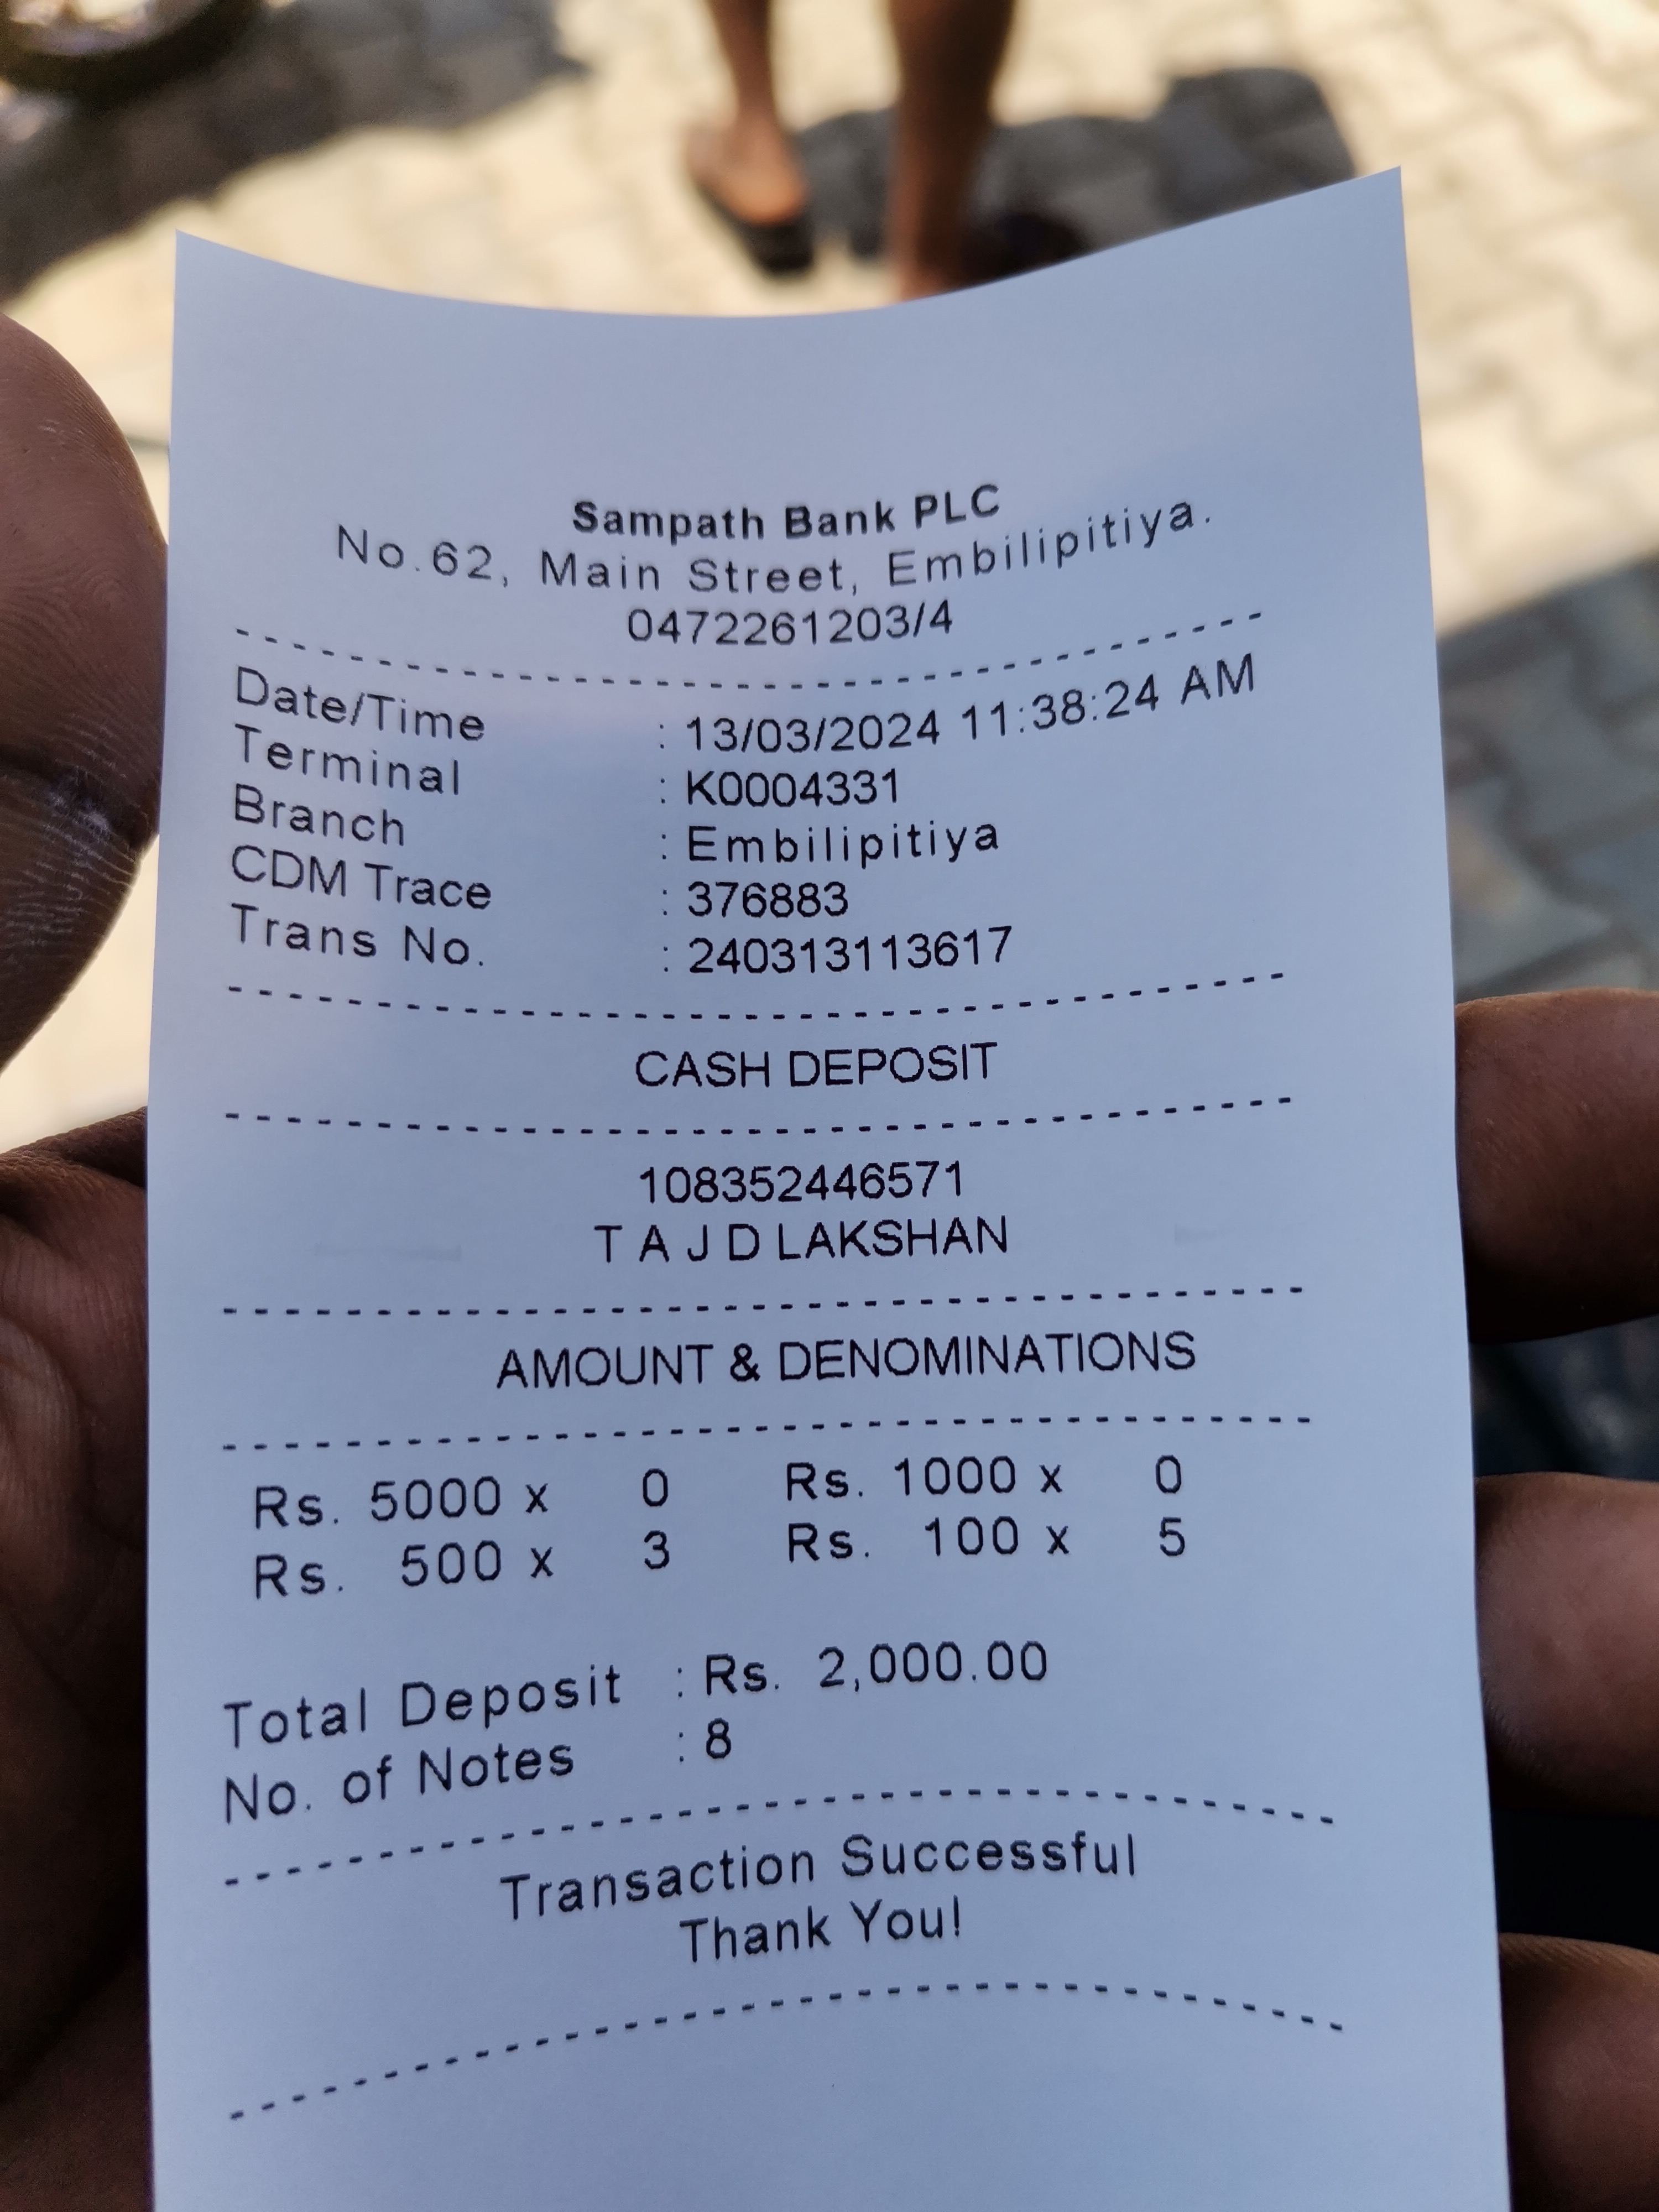 Sampath Bank PLC
No.62, Main Street, Embilipitiya.
0472261203/4
--------------------------------------
Date/Time : 13/03/2024 11:38:24 AM
Terminal : K0004331
Branch : Embilipitiya
CDM Trace : 376883
Trans No. : 240313113617
--------------------------------------
CASH DEPOSIT
--------------------------------------
108352446571
T A J D LAKSHAN
--------------------------------------
AMOUNT & DENOMINATIONS
--------------------------------------
Rs. 5000 x 0 Rs. 1000 x 0
Rs. 500 x 3 Rs. 100 x 5
Total Deposit : Rs. 2,000.00
No. of Notes : 8
--------------------------------------
Transaction Successful
Thank You!
--------------------------------------